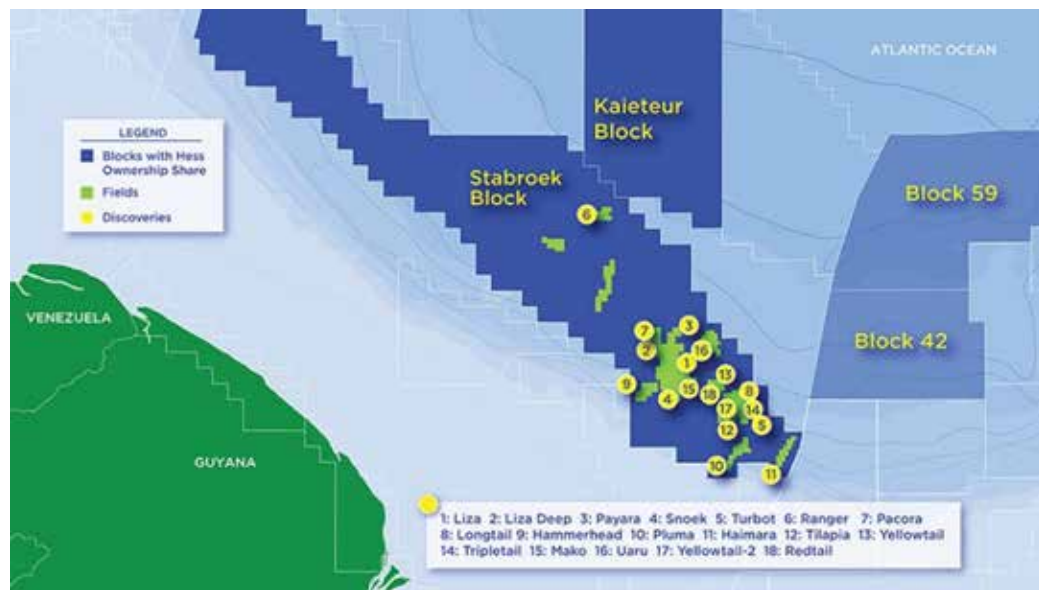 ATLANTIC OCEAN
Kaieteur
Block
LEGEND
Blocks with Hess
Ownership Share
Fields
Discoveries
Stabroek
Block
Block 59
6
VENEZUELA
Block 42
7
3
2
16
1
13
9
15
8
18
4
17
14
5
12
GUYANA
10
11
1: Liza 2: Liza Deep 3: Payara 4: Snoek 5: Turbot 6: Ranger 7: Pacora
8: Longtail 9: Hammerhead 10: Pluma 11: Haimara 12: Tilapia 13: Yellowtail
14: Tripletail 15: Mako 16: Uaru 17: Yellowtail-2 18: Redtail